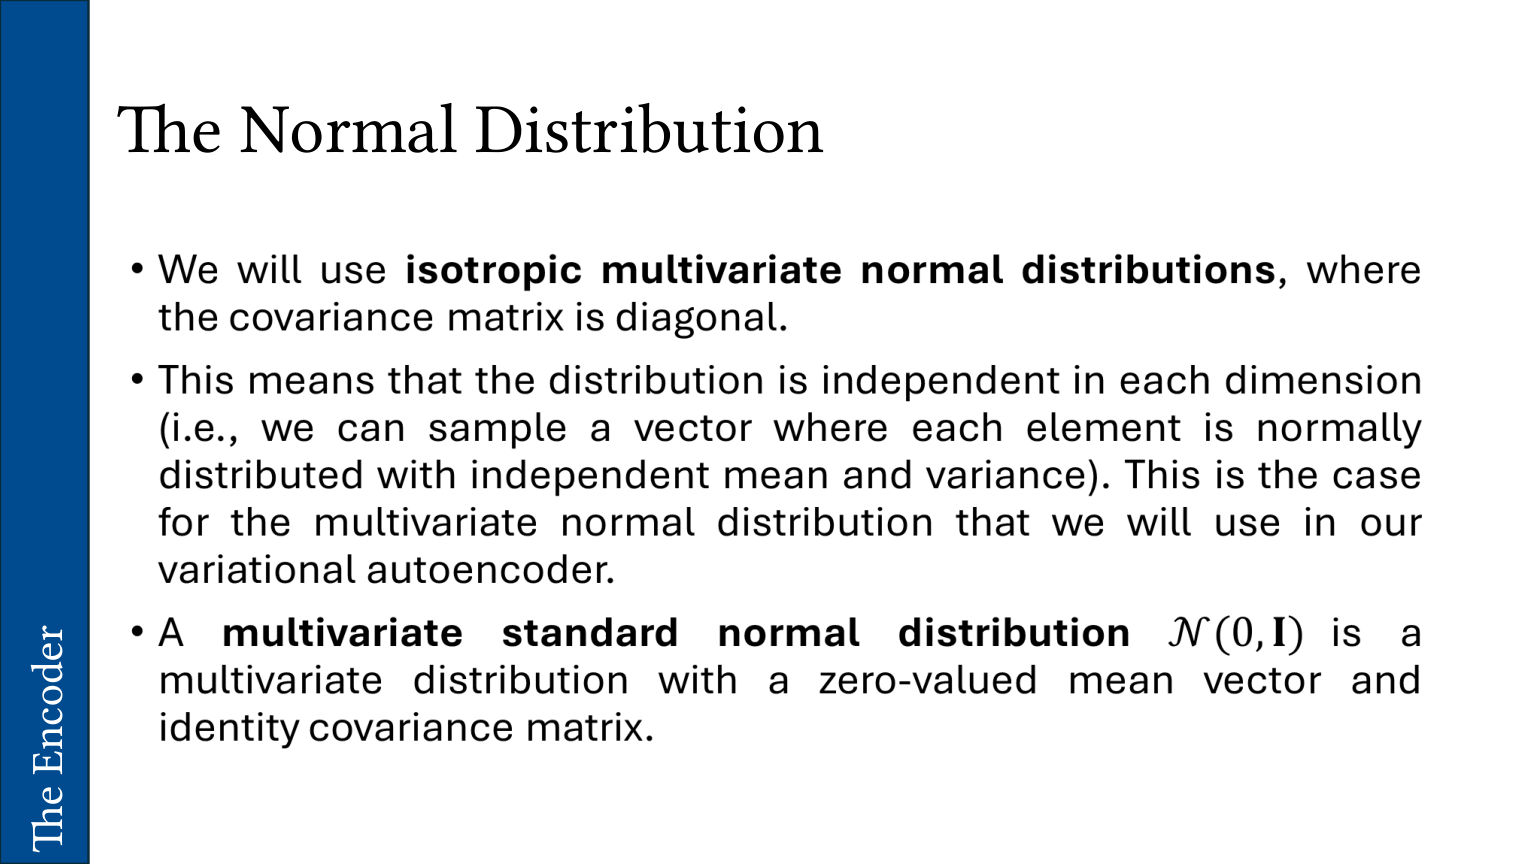 The Normal Distribution
• We will use isotropic multivariate normal distributions, where
the covariance matrix is diagonal.
• This means that the distribution is independent in each dimension
(i.e., we can sample a vector where each element is normally
distributed with independent mean and variance). This is the case
for the multivariate normal distribution that we will use in our
variational autoencoder.
• A multivariate standard normal distribution 𝒩(0, 𝐈) is a
multivariate distribution with a zero-valued mean vector and
identity covariance matrix.
The Encoder